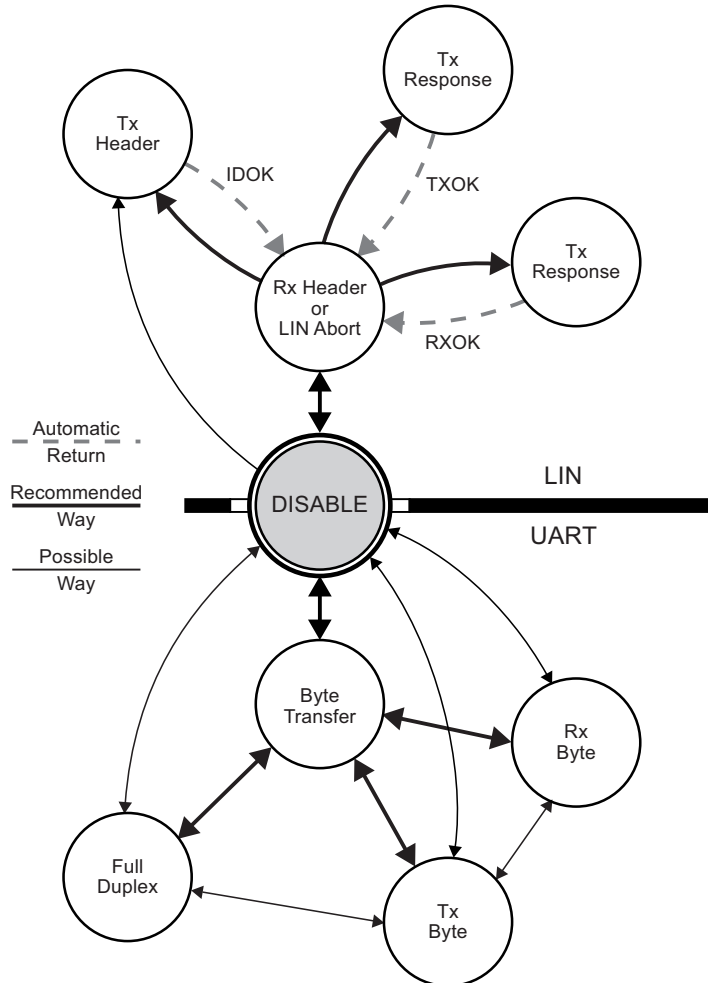 Tx
Response
Tx
Header
IDOK
TXOK
Tx
Response
Rx Header
or
LIN Abort
RXOK
Automatic
Return
Recommended
Way
Possible
Way
DISABLE
LIN
UART
Byte
Transfer
Rx
Byte
Full
Duplex
Tx
Byte